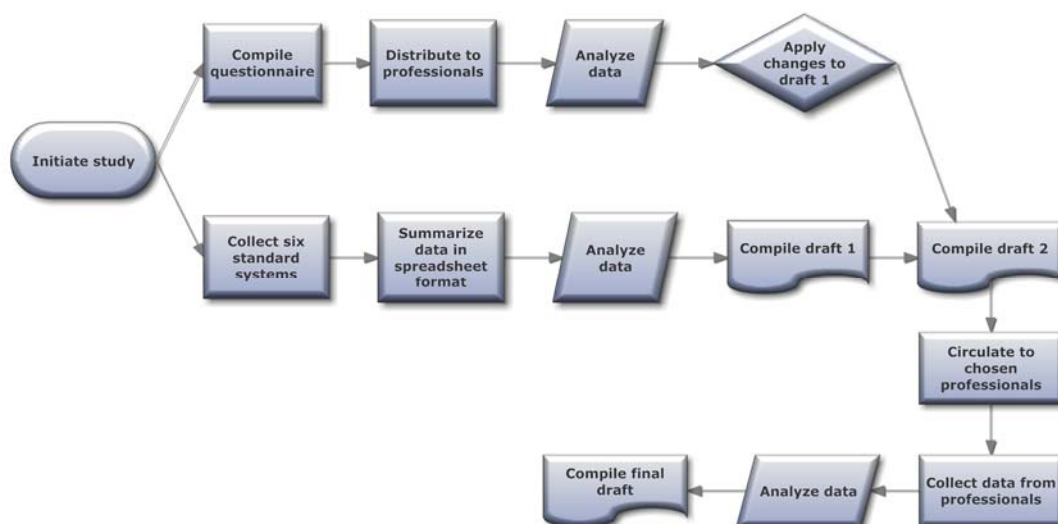 Initiate study
Compile
questionnaire
Distribute to
professionals
Analyze
data
Apply
changes to
draft 1
Collect six
standard
systems
Summarize
data in
spreadsheet
format
Analyze
data
Compile draft 1
Compile draft 2
Circulate to
chosen
professionals
Collect data from
professionals
Analyze data
Compile final
draft